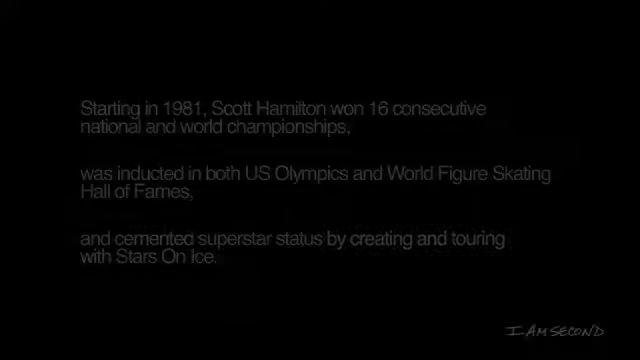 Starting in 1981, Scott Hamilton won 16 consecutive
national and world championships,
was inducted in both US Olympics and World Figure Skating
Hall of Fames,
and cemented superstar status by creating and touring
with Stars On Ice.
I AM SECOND